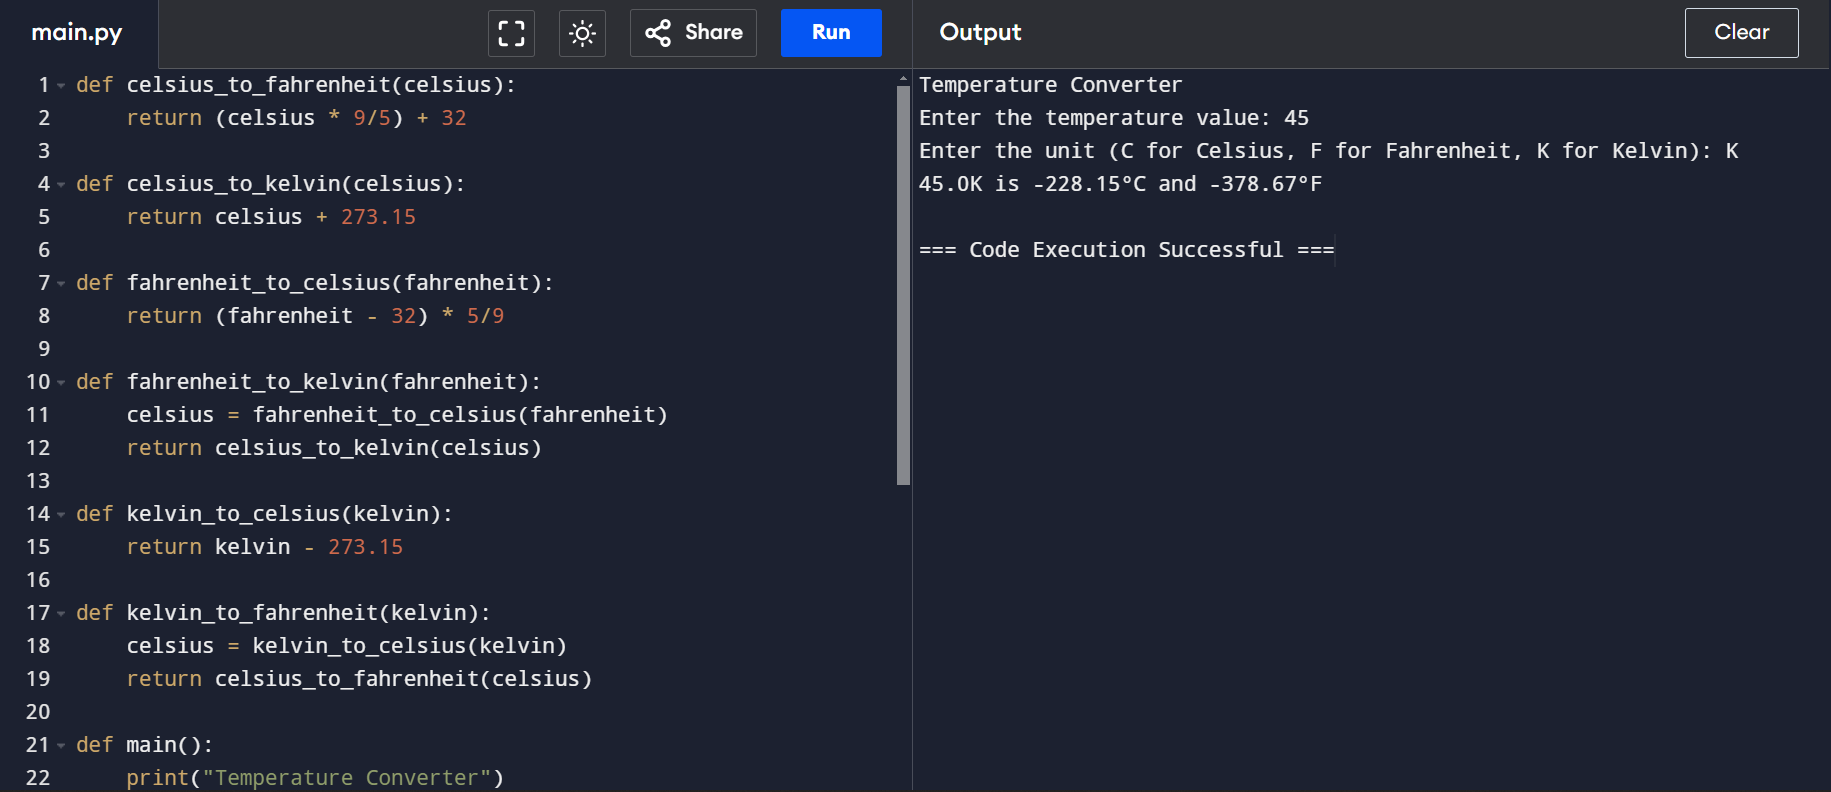 main.py
Share
Run
Output
Clear
1 def celsius_to_fahrenheit(celsius):
2     return (celsius * 9/5) + 32
3
4 def celsius_to_kelvin(celsius):
5     return celsius + 273.15
6
7 def fahrenheit_to_celsius(fahrenheit):
8     return (fahrenheit - 32) * 5/9
9
10 def fahrenheit_to_kelvin(fahrenheit):
11     celsius = fahrenheit_to_celsius(fahrenheit)
12     return celsius_to_kelvin(celsius)
13
14 def kelvin_to_celsius(kelvin):
15     return kelvin - 273.15
16
17 def kelvin_to_fahrenheit(kelvin):
18     celsius = kelvin_to_celsius(kelvin)
19     return celsius_to_fahrenheit(celsius)
20
21 def main():
22     print("Temperature Converter")
Temperature Converter
Enter the temperature value: 45
Enter the unit (C for Celsius, F for Fahrenheit, K for Kelvin): K
45.0K is -228.15°C and -378.67°F
=== Code Execution Successful ===